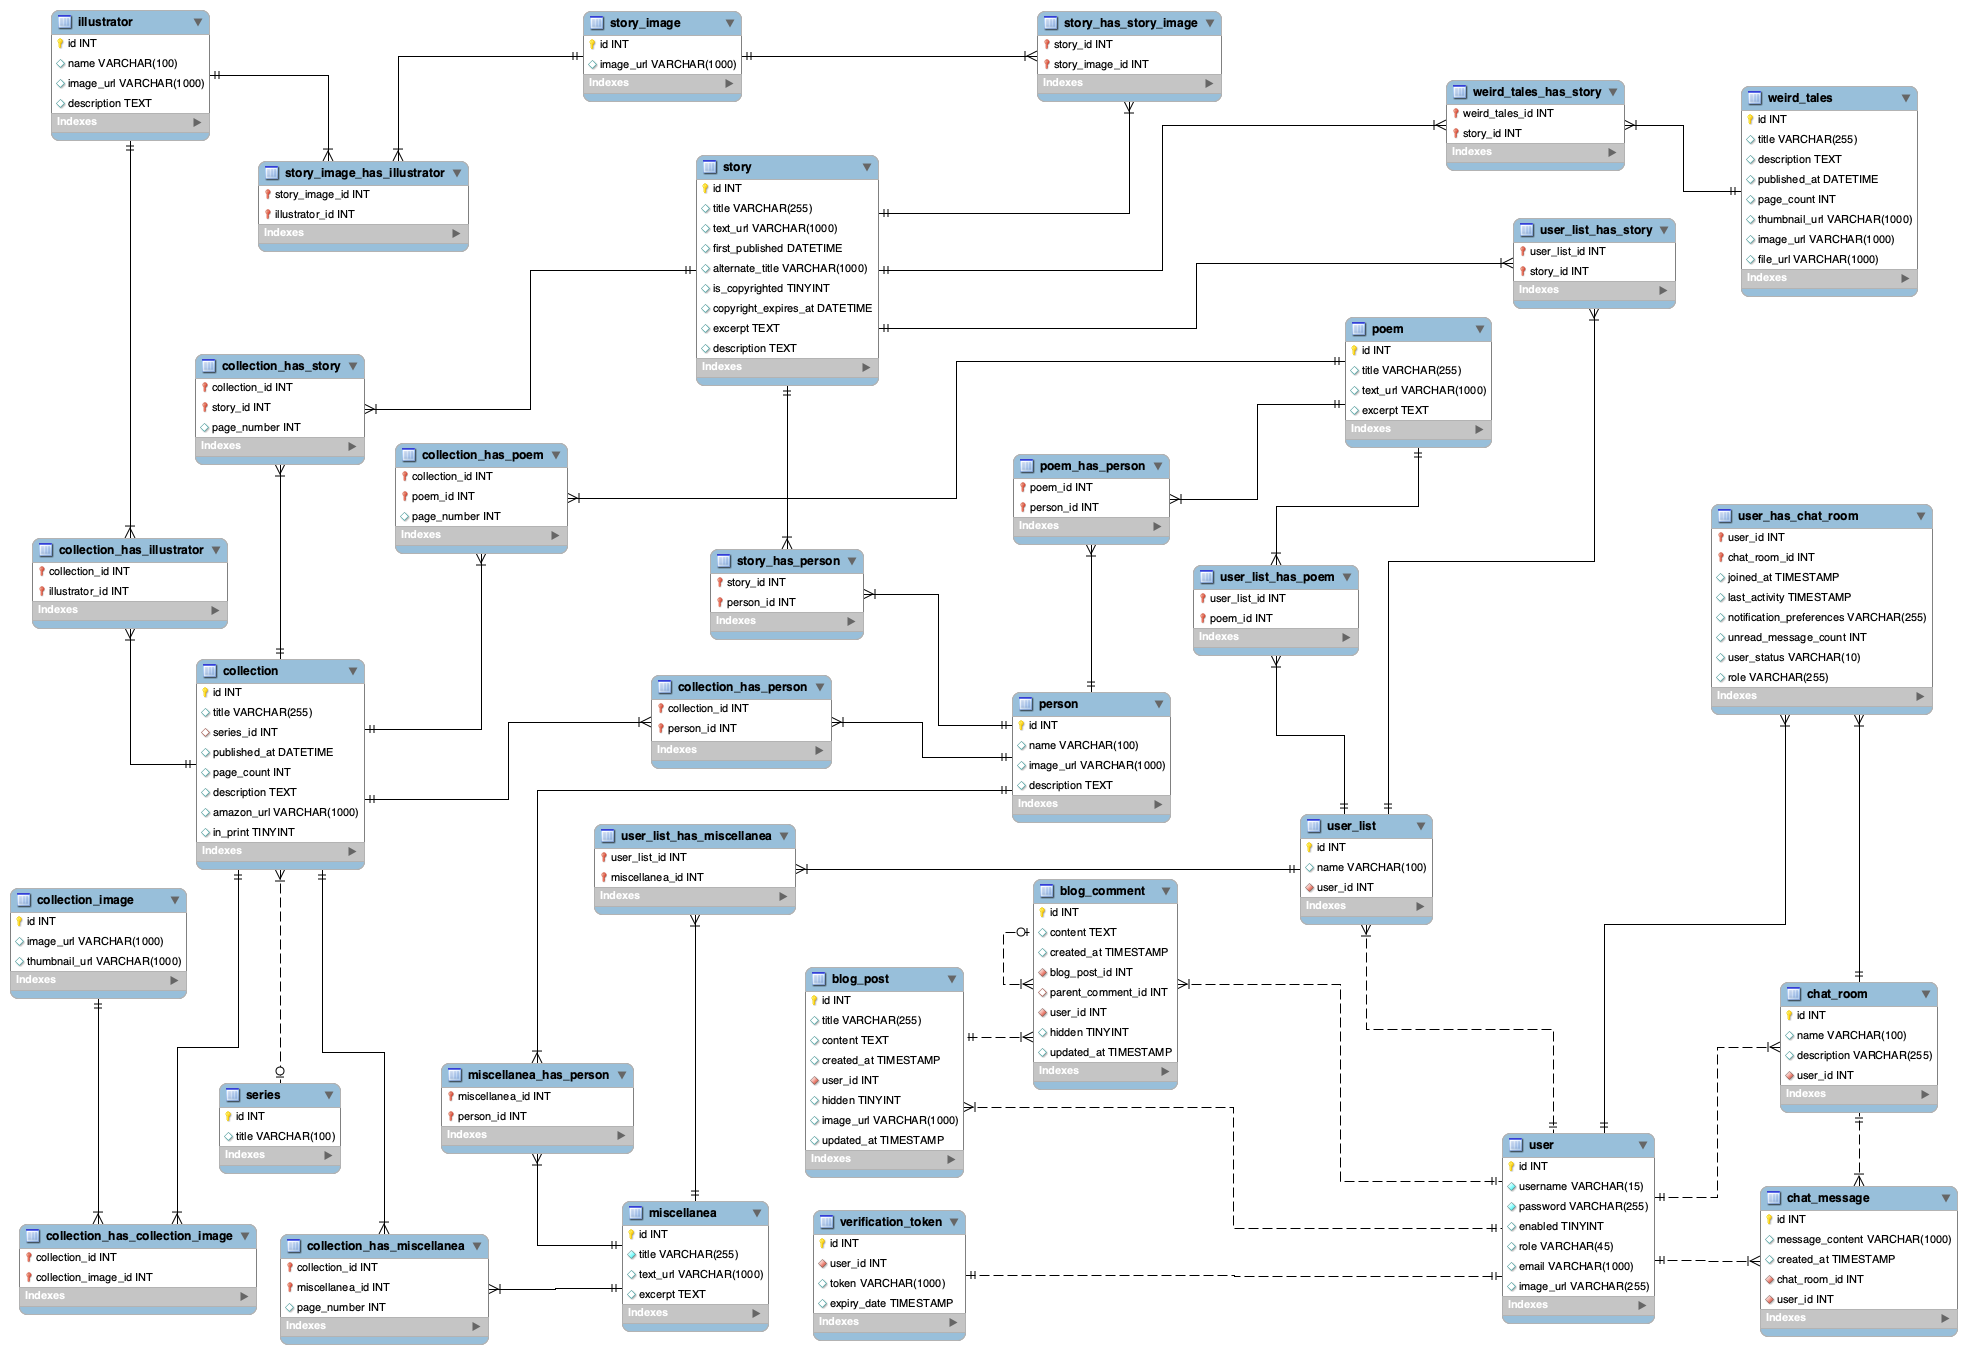 illustrator
id INT
name VARCHAR(100)
image_url VARCHAR(1000)
description TEXT
Indexes
story_image
id INT
image_url VARCHAR(1000)
Indexes
story_has_story_image
story_id INT
story_image_id INT
Indexes
weird_tales_has_story
weird_tales_id INT
story_id INT
Indexes
weird_tales
id INT
title VARCHAR(255)
description TEXT
published_at DATETIME
page_count INT
thumbnail_url VARCHAR(1000)
image_url VARCHAR(1000)
file_url VARCHAR(1000)
Indexes
story_image_has_illustrator
story_image_id INT
illustrator_id INT
Indexes
story
id INT
title VARCHAR(255)
text_url VARCHAR(1000)
first_published DATETIME
alternate_title VARCHAR(1000)
is_copyrighted TINYINT
copyright_expires_at DATETIME
excerpt TEXT
description TEXT
Indexes
user_list_has_story
user_list_id INT
story_id INT
Indexes
poem
id INT
title VARCHAR(255)
text_url VARCHAR(1000)
excerpt TEXT
Indexes
collection_has_story
collection_id INT
story_id INT
page_number INT
Indexes
collection_has_poem
collection_id INT
poem_id INT
page_number INT
Indexes
poem_has_person
poem_id INT
person_id INT
Indexes
user_has_chat_room
user_id INT
chat_room_id INT
joined_at TIMESTAMP
last_activity TIMESTAMP
notification_preferences VARCHAR(255)
unread_message_count INT
user_status VARCHAR(10)
role VARCHAR(255)
Indexes
collection_has_illustrator
collection_id INT
illustrator_id INT
Indexes
story_has_person
story_id INT
person_id INT
Indexes
user_list_has_poem
user_list_id INT
poem_id INT
Indexes
collection
id INT
title VARCHAR(255)
series_id INT
published_at DATETIME
page_count INT
description TEXT
amazon_url VARCHAR(1000)
in_print TINYINT
Indexes
collection_has_person
collection_id INT
person_id INT
Indexes
person
id INT
name VARCHAR(100)
image_url VARCHAR(1000)
description TEXT
Indexes
user_list_has_miscellanea
user_list_id INT
miscellanea_id INT
Indexes
user_list
id INT
name VARCHAR(100)
user_id INT
Indexes
collection_image
id INT
image_url VARCHAR(1000)
thumbnail_url VARCHAR(1000)
Indexes
blog_comment
id INT
content TEXT
created_at TIMESTAMP
blog_post_id INT
parent_comment_id INT
user_id INT
hidden TINYINT
updated_at TIMESTAMP
Indexes
blog_post
id INT
title VARCHAR(255)
content TEXT
created_at TIMESTAMP
user_id INT
hidden TINYINT
image_url VARCHAR(1000)
updated_at TIMESTAMP
Indexes
chat_room
id INT
name VARCHAR(100)
description VARCHAR(255)
user_id INT
Indexes
series
id INT
title VARCHAR(100)
Indexes
miscellanea_has_person
miscellanea_id INT
person_id INT
Indexes
user
id INT
username VARCHAR(15)
password VARCHAR(255)
enabled TINYINT
role VARCHAR(45)
email VARCHAR(1000)
image_url VARCHAR(255)
Indexes
chat_message
id INT
message_content VARCHAR(1000)
created_at TIMESTAMP
chat_room_id INT
user_id INT
Indexes
collection_has_collection_image
collection_id INT
collection_image_id INT
Indexes
collection_has_miscellanea
collection_id INT
miscellanea_id INT
page_number INT
Indexes
miscellanea
id INT
title VARCHAR(255)
text_url VARCHAR(1000)
excerpt TEXT
Indexes
verification_token
id INT
user_id INT
token VARCHAR(1000)
expiry_date TIMESTAMP
Indexes